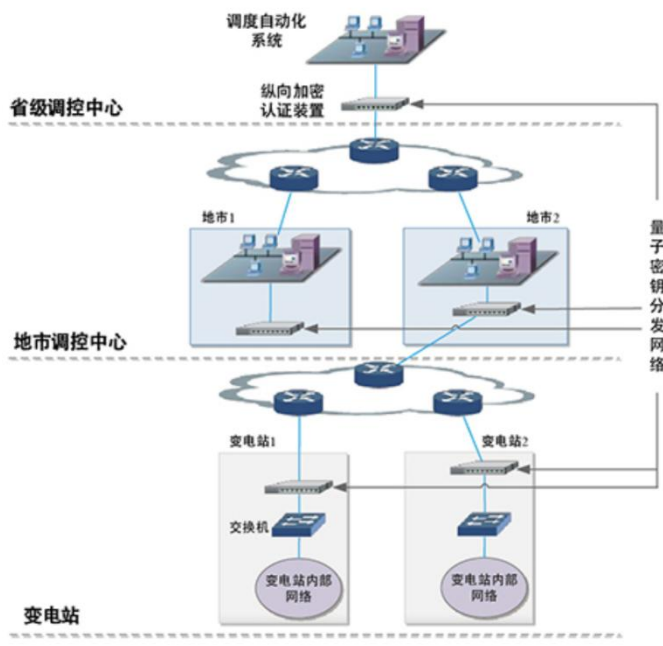 调度自动化
系统
纵向加密
认证装置
省级调控中心
地市1
地市2
量子密钥分发网络
地市调控中心
变电站1
变电站2
交换机
变电站内部
网络
变电站内部
网络
变电站